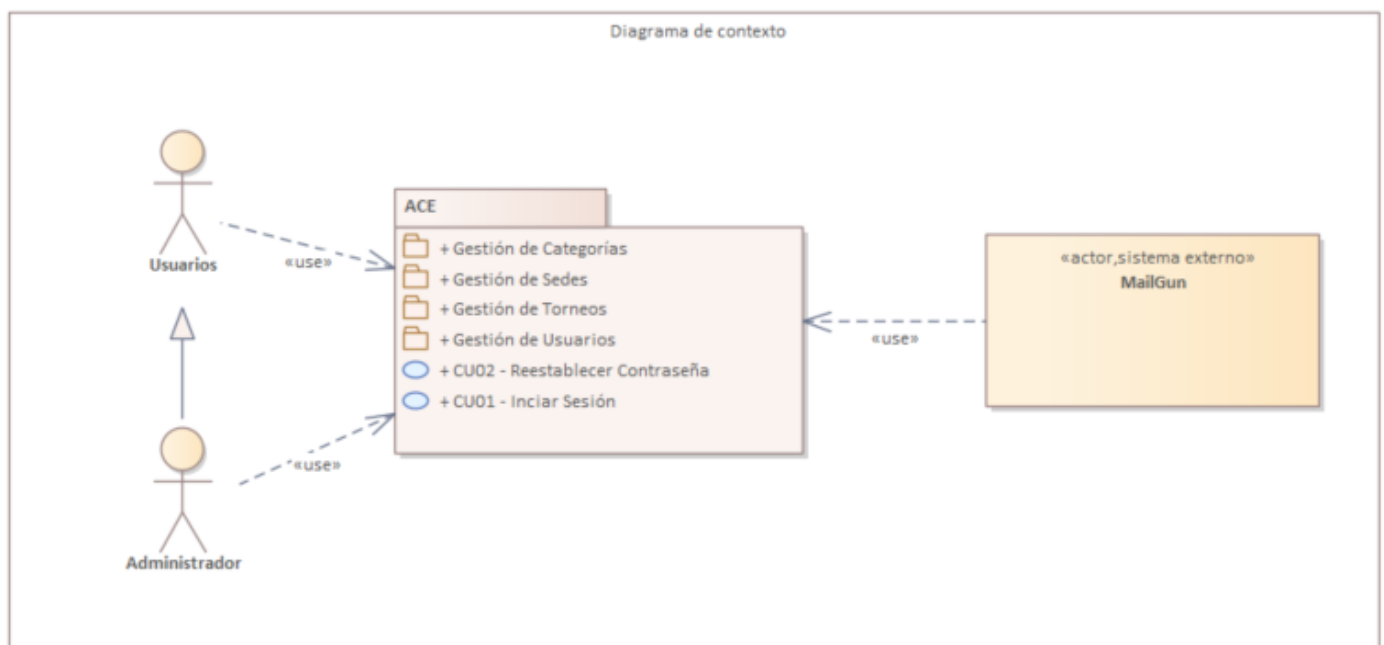 Diagrama de contexto
Usuarios
«use»
ACE
+ Gestión de Categorías
+ Gestión de Sedes
+ Gestión de Torneos
+ Gestión de Usuarios
+ CU02 - Reestablecer Contraseña
+ CU01 - Inciar Sesión
«actor,sistema externo»
MailGun
«use»
«use»
Administrador